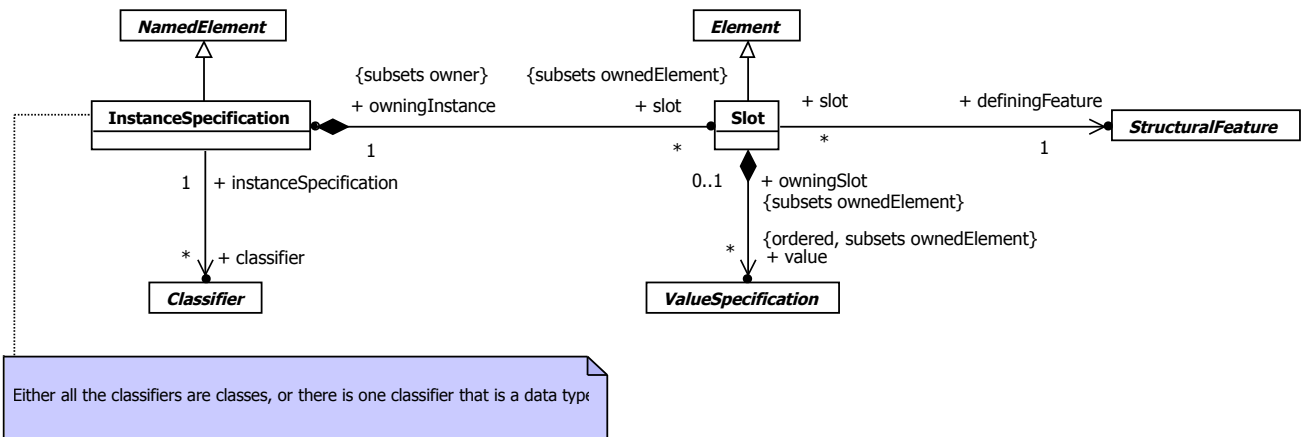 NamedElement
Element
{subsets owner}
{subsets ownedElement}
+ owningInstance
+ slot
+ slot
+ definingFeature
InstanceSpecification
Slot
StructuralFeature
1
*
*
1
1
+ instanceSpecification
0..1
+ owningSlot
{subsets ownedElement}
{ordered, subsets ownedElement}
*
+ classifier
*
+ value
Classifier
ValueSpecification
Either all the classifiers are classes, or there is one classifier that is a data type